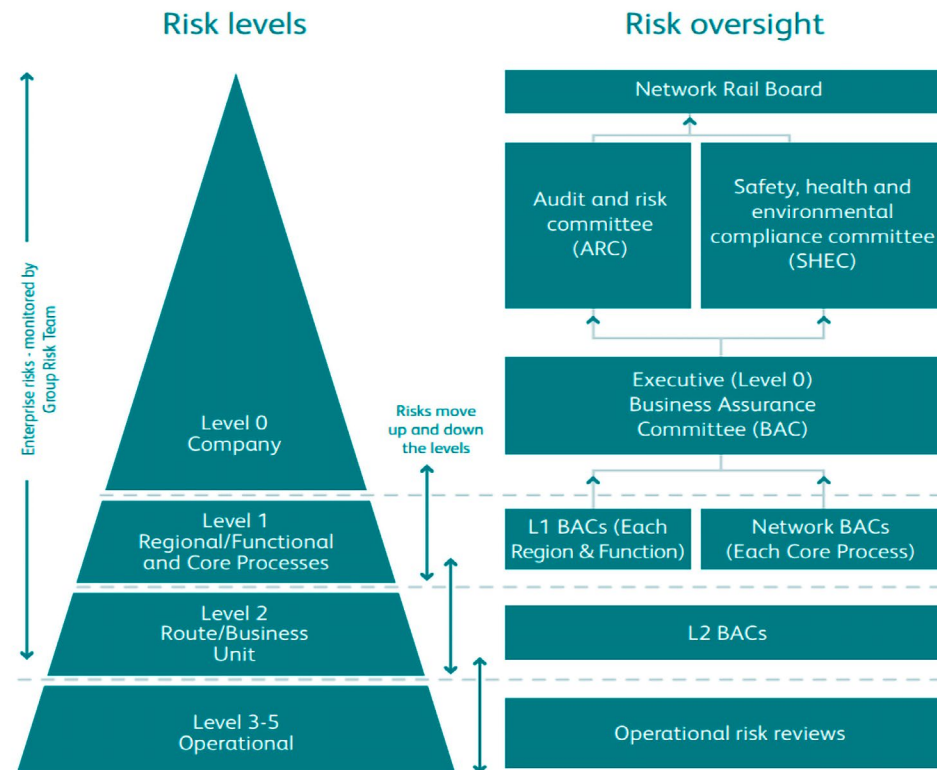 Risk levels
Risk oversight
Enterprise risks - monitored by
Group Risk Team
Level 0
Company
Level 1
Regional/Functional
and Core Processes
Level 2
Route/Business
Unit
Level 3-5
Operational
Risks move
up and down
the levels
Network Rail Board
Audit and risk
committee
(ARC)
Safety, health and
environmental
compliance committee
(SHEC)
Executive (Level 0)
Business Assurance
Committee (BAC)
L1 BACs (Each
Region & Function)
Network BACs
(Each Core Process)
L2 BACs
Operational risk reviews